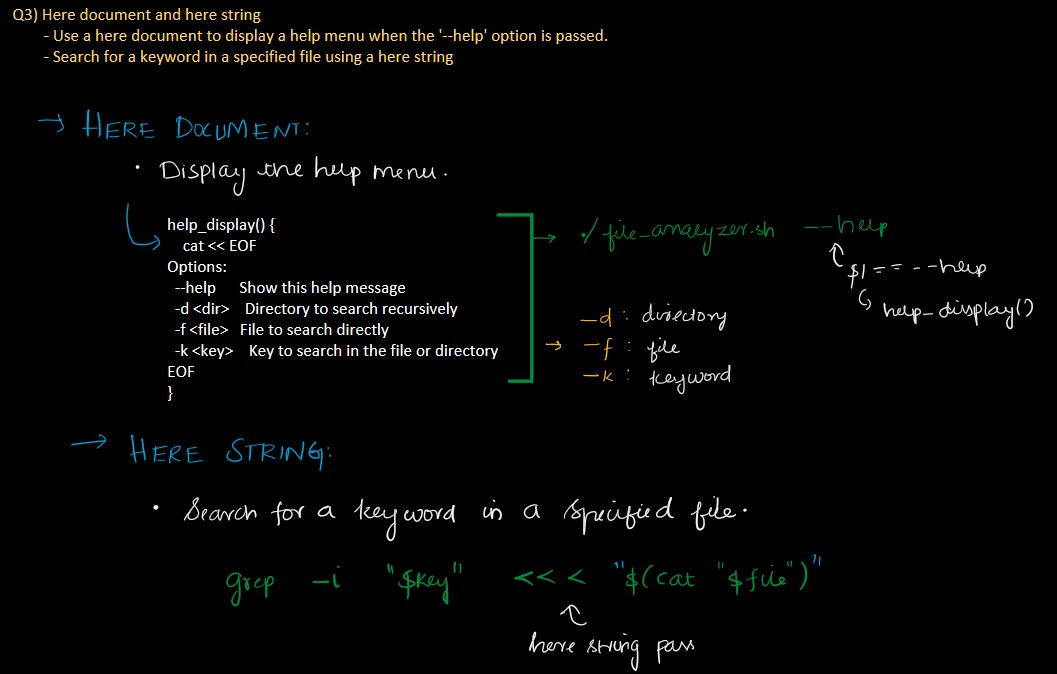 Q3) Here document and here string
- Use a here document to display a help menu when the '--help' option is passed.
- Search for a keyword in a specified file using a here string
→ HERE DOCUMENT:
· Display the help menu.
help_display() {
cat << EOF
Options:
--help Show this help message
-d <dir> Directory to search recursively
-f <file> File to search directly
-k <key> Key to search in the file or directory
EOF
}
./file_analyzer.sh --help
$1 == --help
help_display()
-d : directory
-f : file
-k : keyword
→ HERE STRING:
· Search for a keyword in a specified file.
grep -i "$key" <<< "$(cat "$file")"
here string pass